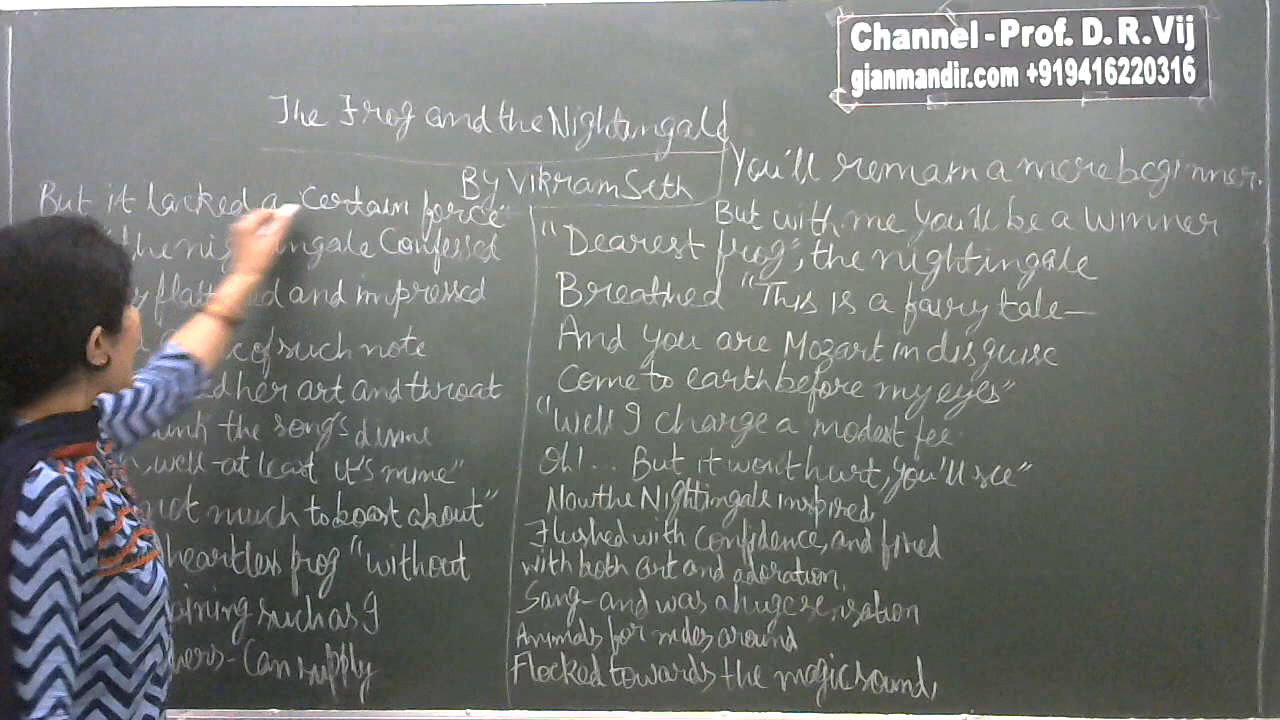 Channel - Prof. D. R. Vij
gianmandir.com +919416220316
The Frog and the Nightingale
By Vikram Seth
But it lacked a certain force"
the nightingale Confessed
flattered and impressed
of such note
her art and throat
the song's divine
well - at least it's mine"
much to boast about"
heartless frog "without
such as I
- Can supply
You'll remain a mere beginner.
But with me you'll be a winner
"Dearest frog", the nightingale
Breathed "This is a fairy tale—
And you are Mozart in disguise
Come to earth before my eyes"
"Well I charge a modest fee.
Oh!... But it wont hurt, you'll see"
Now the Nightingale inspired,
Flushed with confidence, and fired
with both art and adoration,
Sang - and was a huge sensation
Animals for miles around
Flocked towards the magic sound,